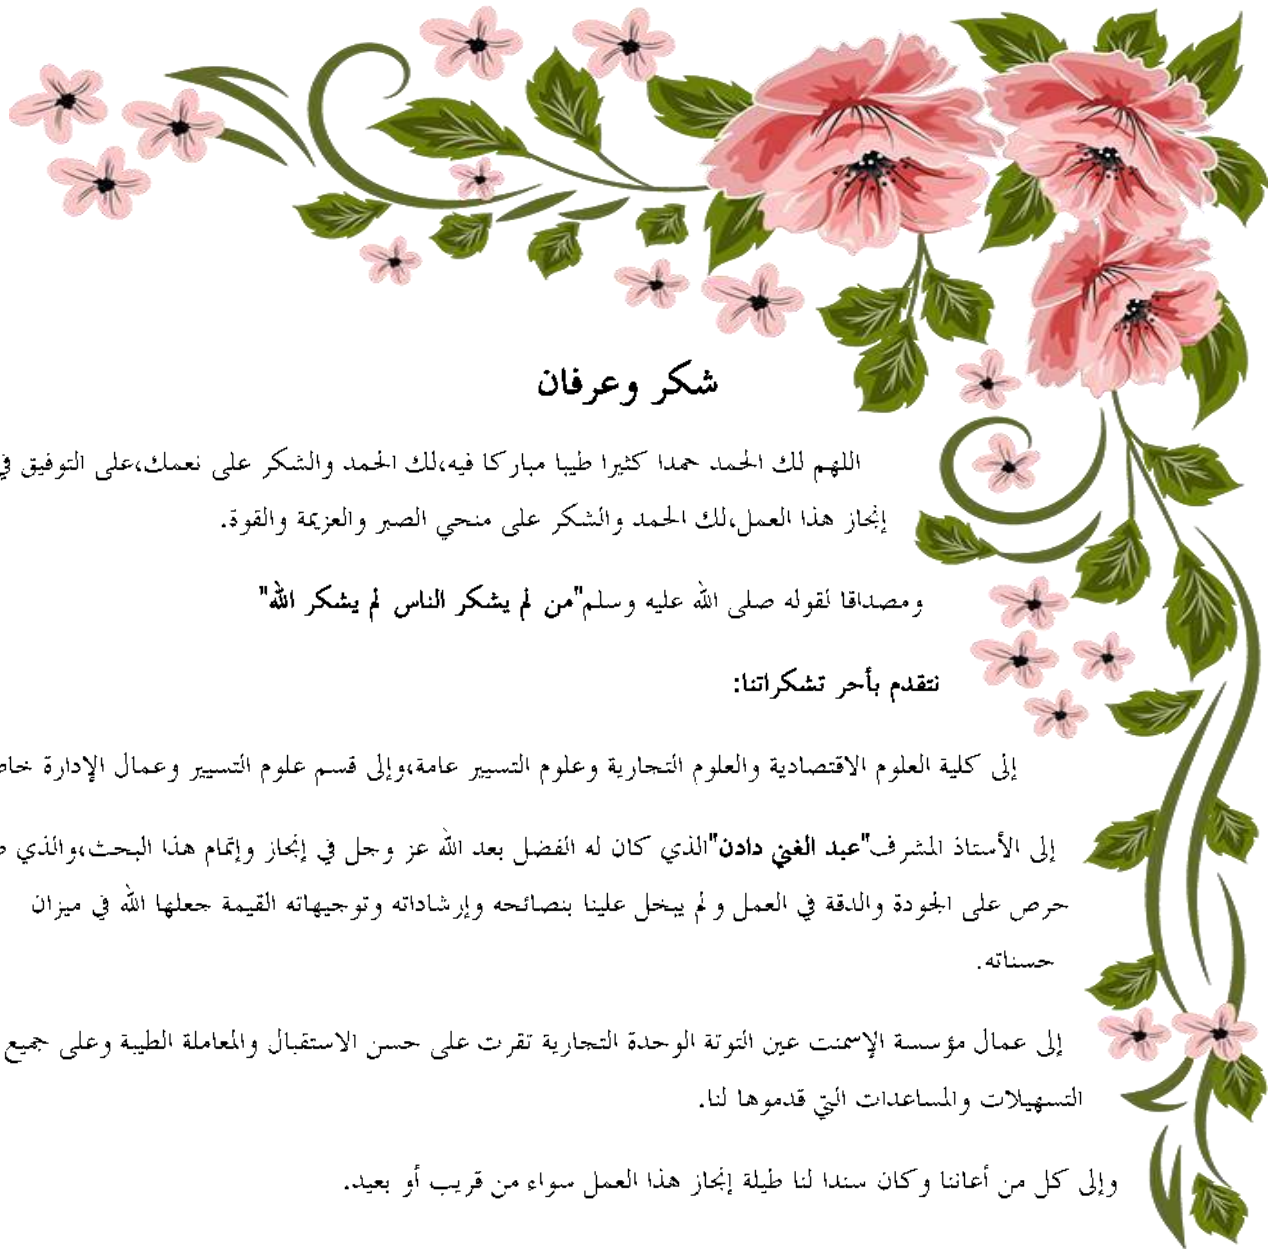 شكر وعرفان
اللهم لك الحمد حمدا كثيرا طيبا مباركا فيه،لك الحمد والشكر على نعمك،على التوفيق في
إنجاز هذا العمل،لك الحمد والشكر على منحي الصبر والعزيمة والقوة.
ومصداقا لقوله صلى الله عليه وسلم"من لم يشكر الناس لم يشكر الله"
نتقدم بأحر تشكراتنا:
إلى كلية العلوم الاقتصادية والعلوم التجارية وعلوم التسيير عامة،وإلى قسم علوم التسيير وعمال الإدارة
إلى الأستاذ المشرف"عبد الغني دادن"الذي كان له الفضل بعد الله عز وجل في إنجاز وإتمام هذا البحث،والذي
حرص على الجودة والدقة في العمل و لم يبخل علينا بنصائحه وإرشاداته وتوجيهاته القيمة جعلها الله في ميزان
حسناته.
إلى عمال مؤسسة الإسمنت عين التوتة الوحدة التجارية تقرت على حسن الاستقبال والمعاملة الطيبة وعلى جميع
التسهيلات والمساعدات التي قدموها لنا.
وإلى كل من أعاننا وكان سندا لنا طيلة إنجاز هذا العمل سواء من قريب أو بعيد.